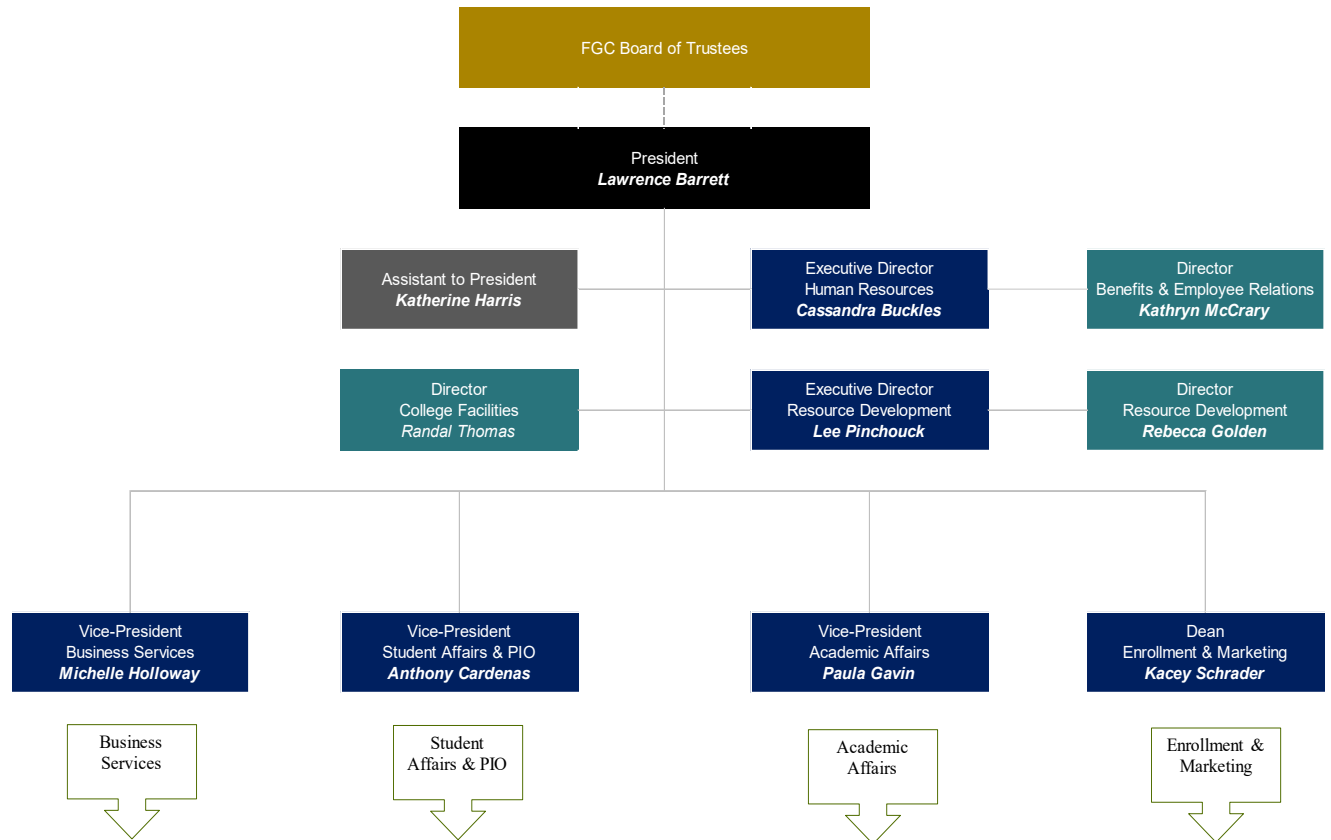 FGC Board of Trustees
President
Lawrence Barrett
Assistant to President
Katherine Harris
Executive Director
Human Resources
Cassandra Buckles
Director
Benefits & Employee Relations
Kathryn McCrary
Director
College Facilities
Randal Thomas
Executive Director
Resource Development
Lee Pinchouck
Director
Resource Development
Rebecca Golden
Vice-President
Business Services
Michelle Holloway
Vice-President
Student Affairs & PIO
Anthony Cardenas
Vice-President
Academic Affairs
Paula Gavin
Dean
Enrollment & Marketing
Kacey Schrader
Business
Services
Student
Affairs & PIO
Academic
Affairs
Enrollment &
Marketing